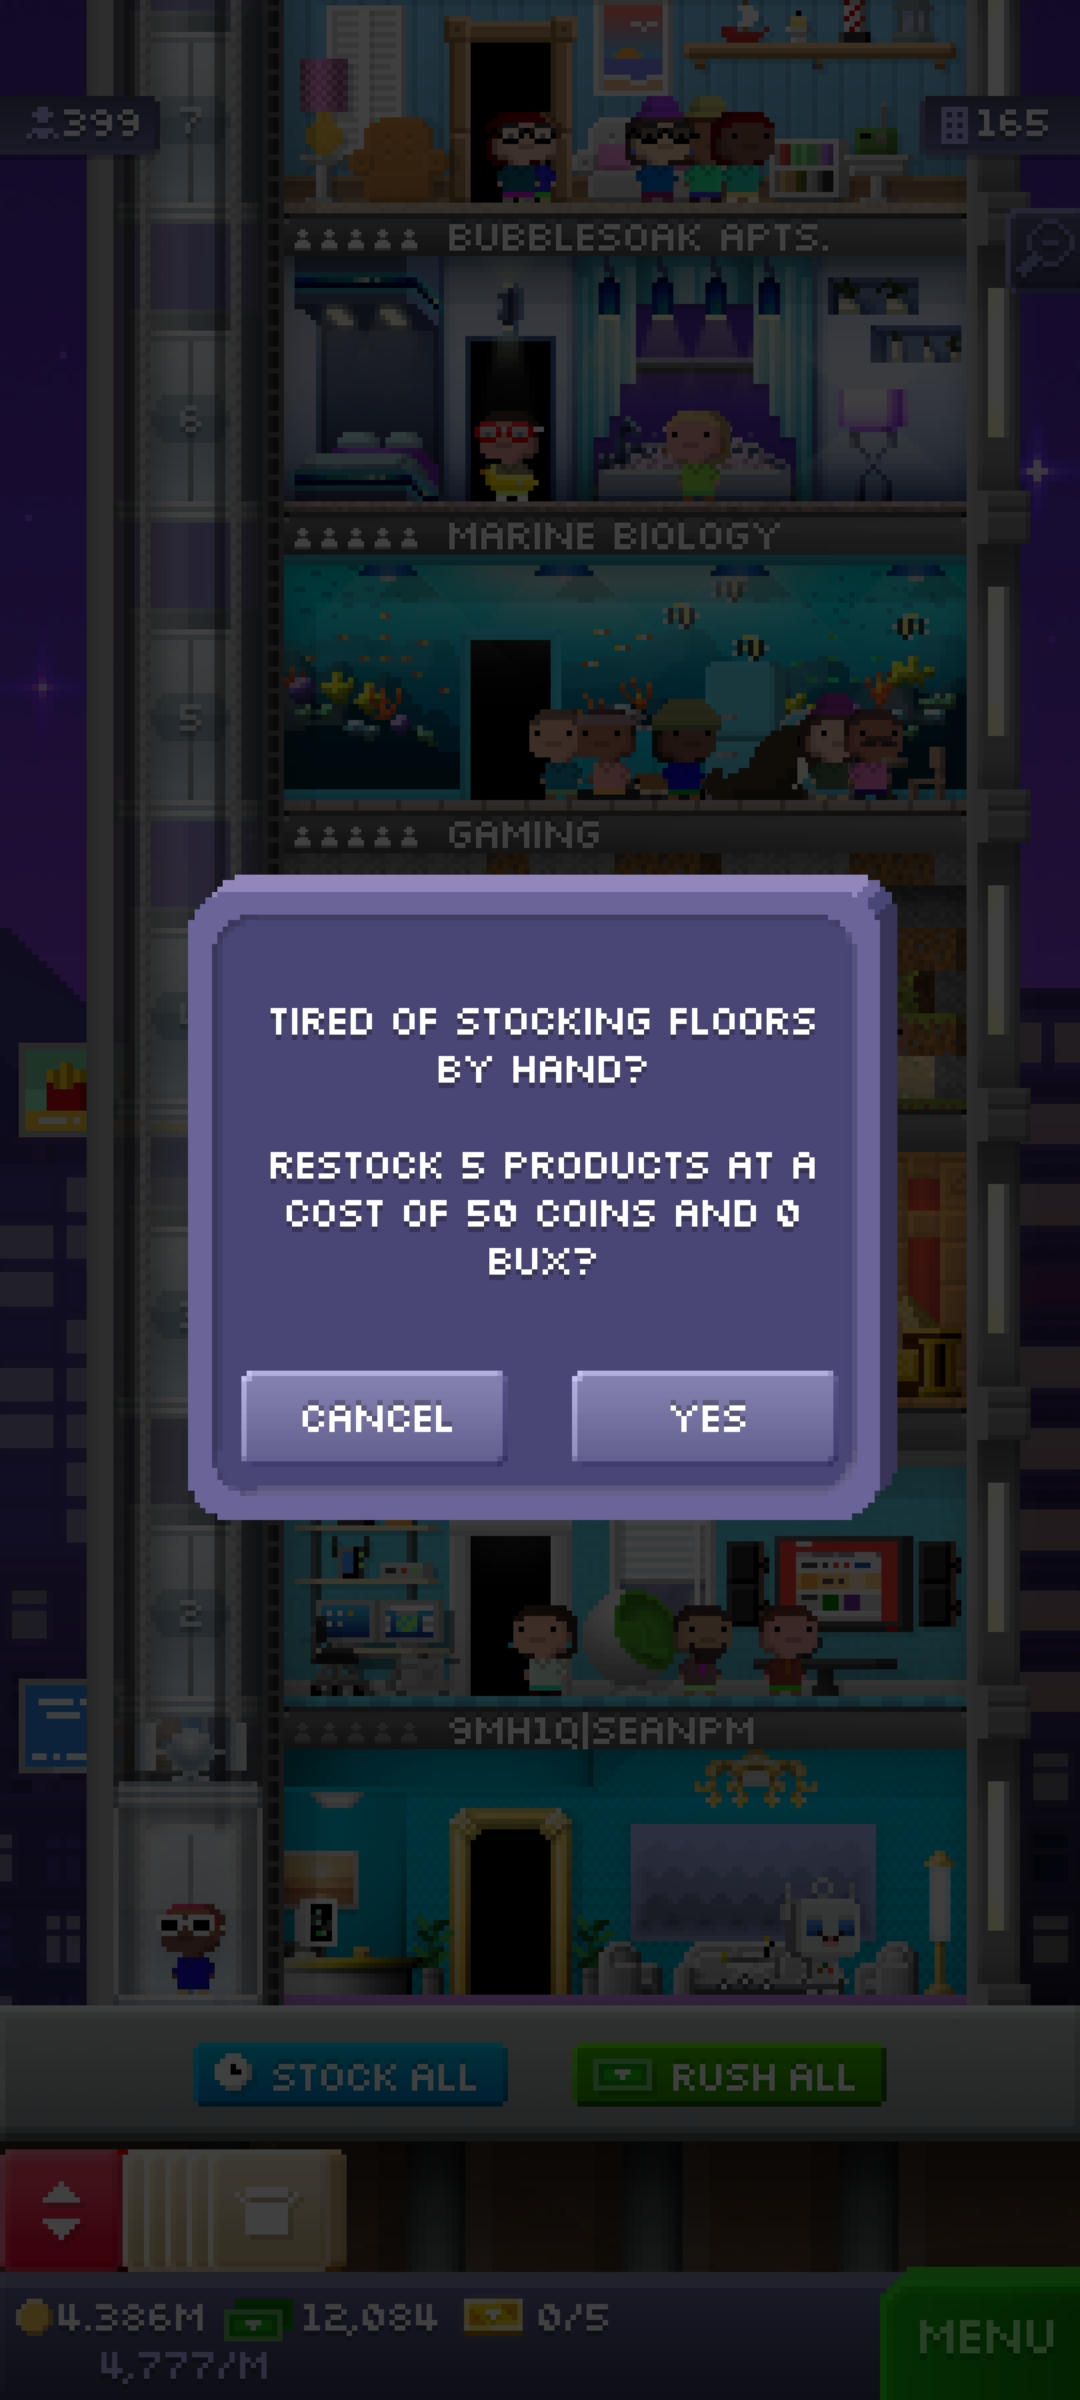 399
7
165
BUBBLESOAK APTS.
6
MARINE BIOLOGY
5
GAMING
TIRED OF STOCKING FLOORS
BY HAND?
RESTOCK 5 PRODUCTS AT A
COST OF 50 COINS AND 0
BUX?
CANCEL
YES
2
9MH1Q|SEANPM
STOCK ALL
RUSH ALL
4.386M
12,084
0/5
4,777/M
MENU